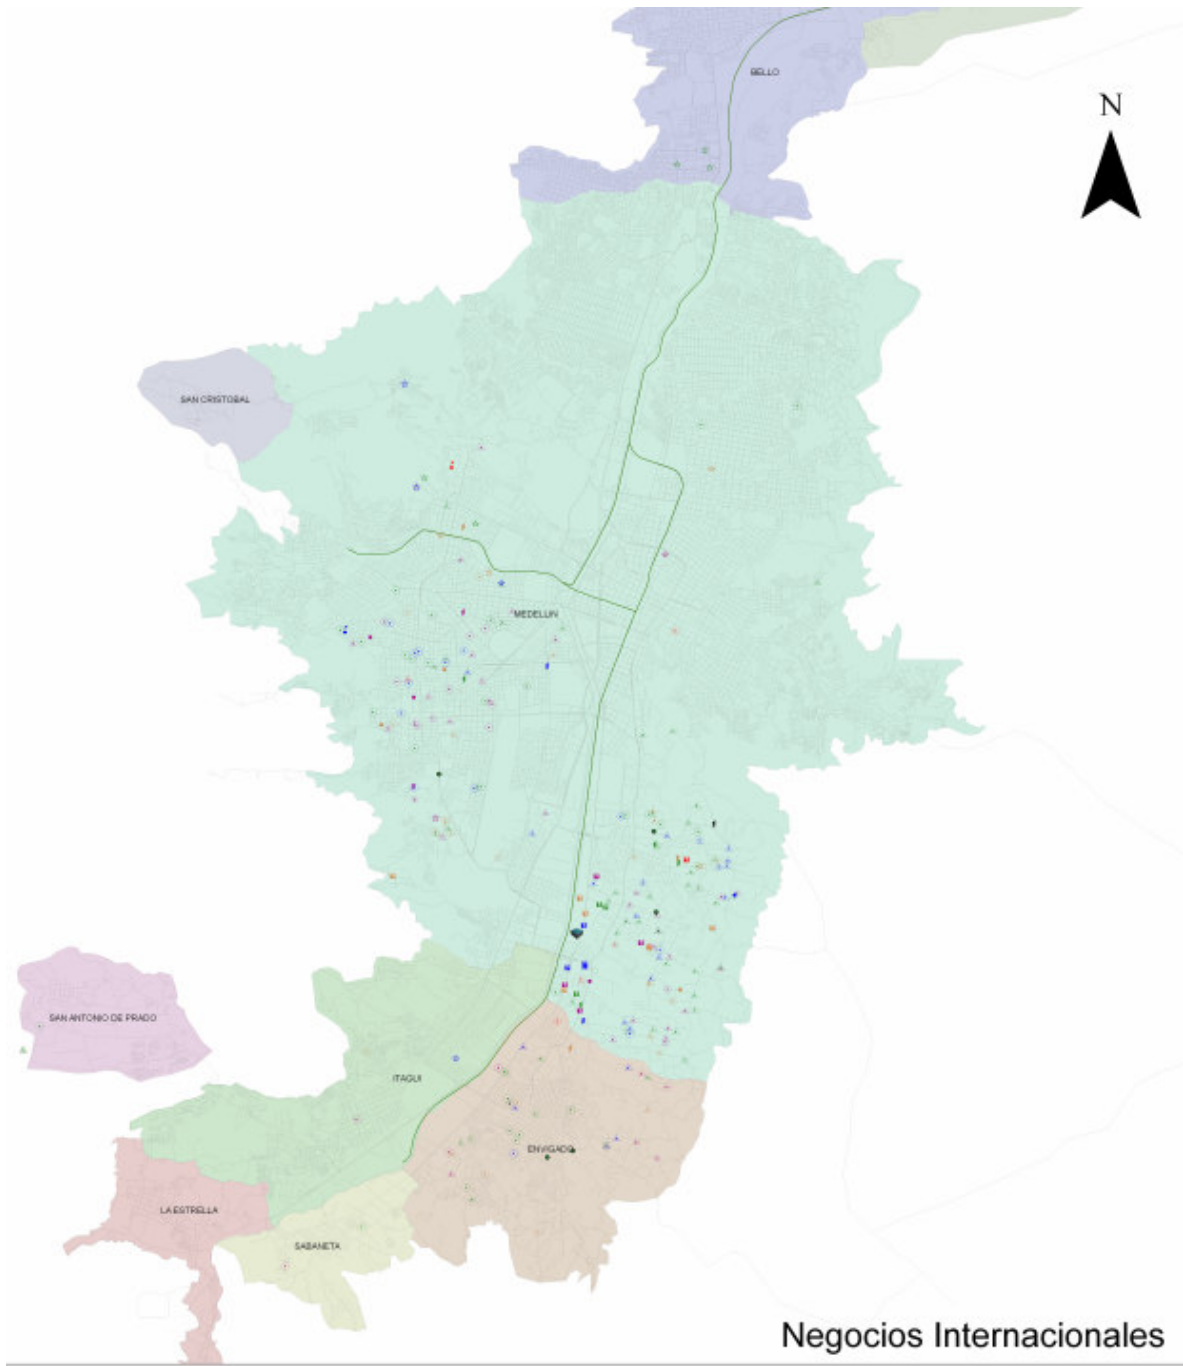 BELLO
N
SAN CRISTOBAL
MEDELLIN
SAN ANTONIO DE PRADO
ITAGUI
ENVIGADO
LA ESTRELLA
SABANETA
Negocios Internacionales